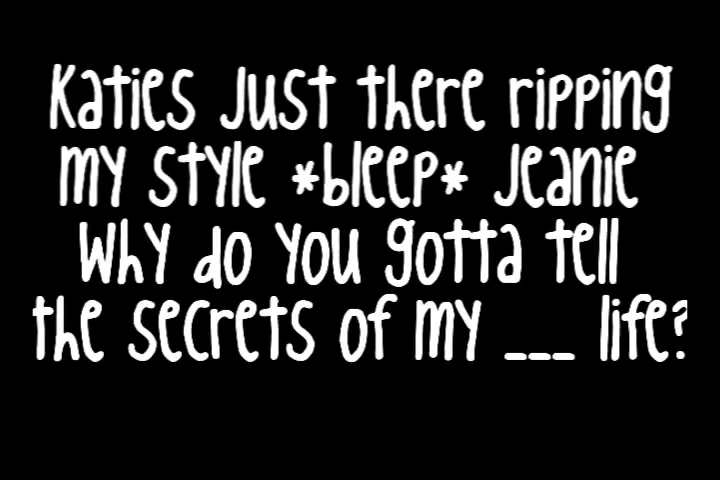 Katies Just there ripping
my style *bleep* Jeanie
Why do you gotta tell
the secrets of my ___ life?